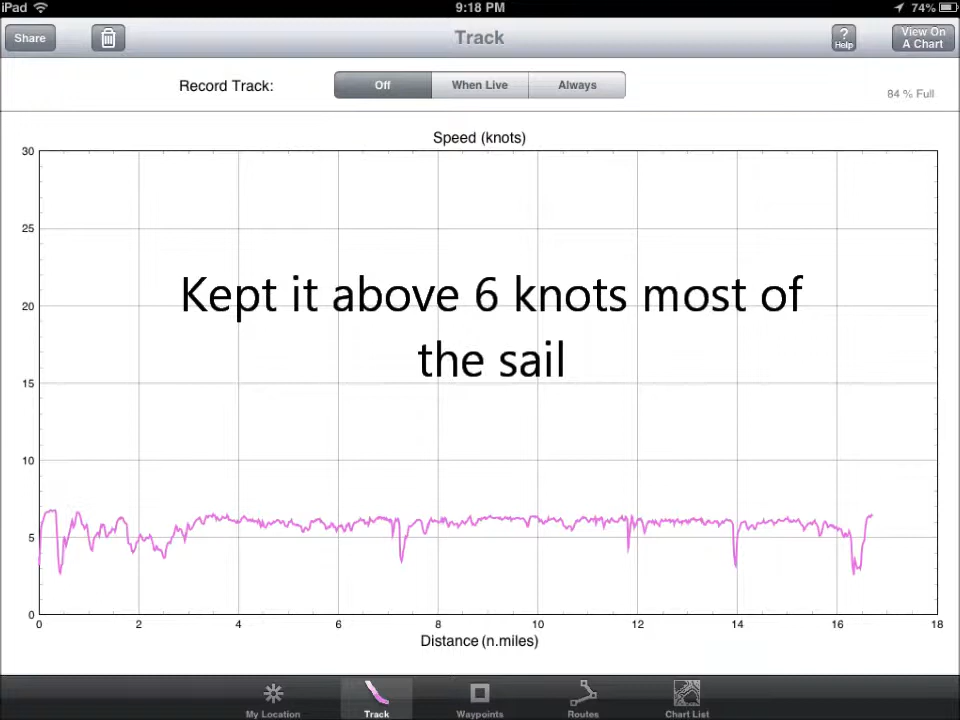 iPad 9:18 PM 74%
Share Track ? Help View On A Chart
Record Track: Off When Live Always 84 % Full
Speed (knots)
30
25
Kept it above 6 knots most of
20
the sail
15
10
5
0
0 2 4 6 8 10 12 14 16 18
Distance (n.miles)
My Location Track Waypoints Routes Chart List